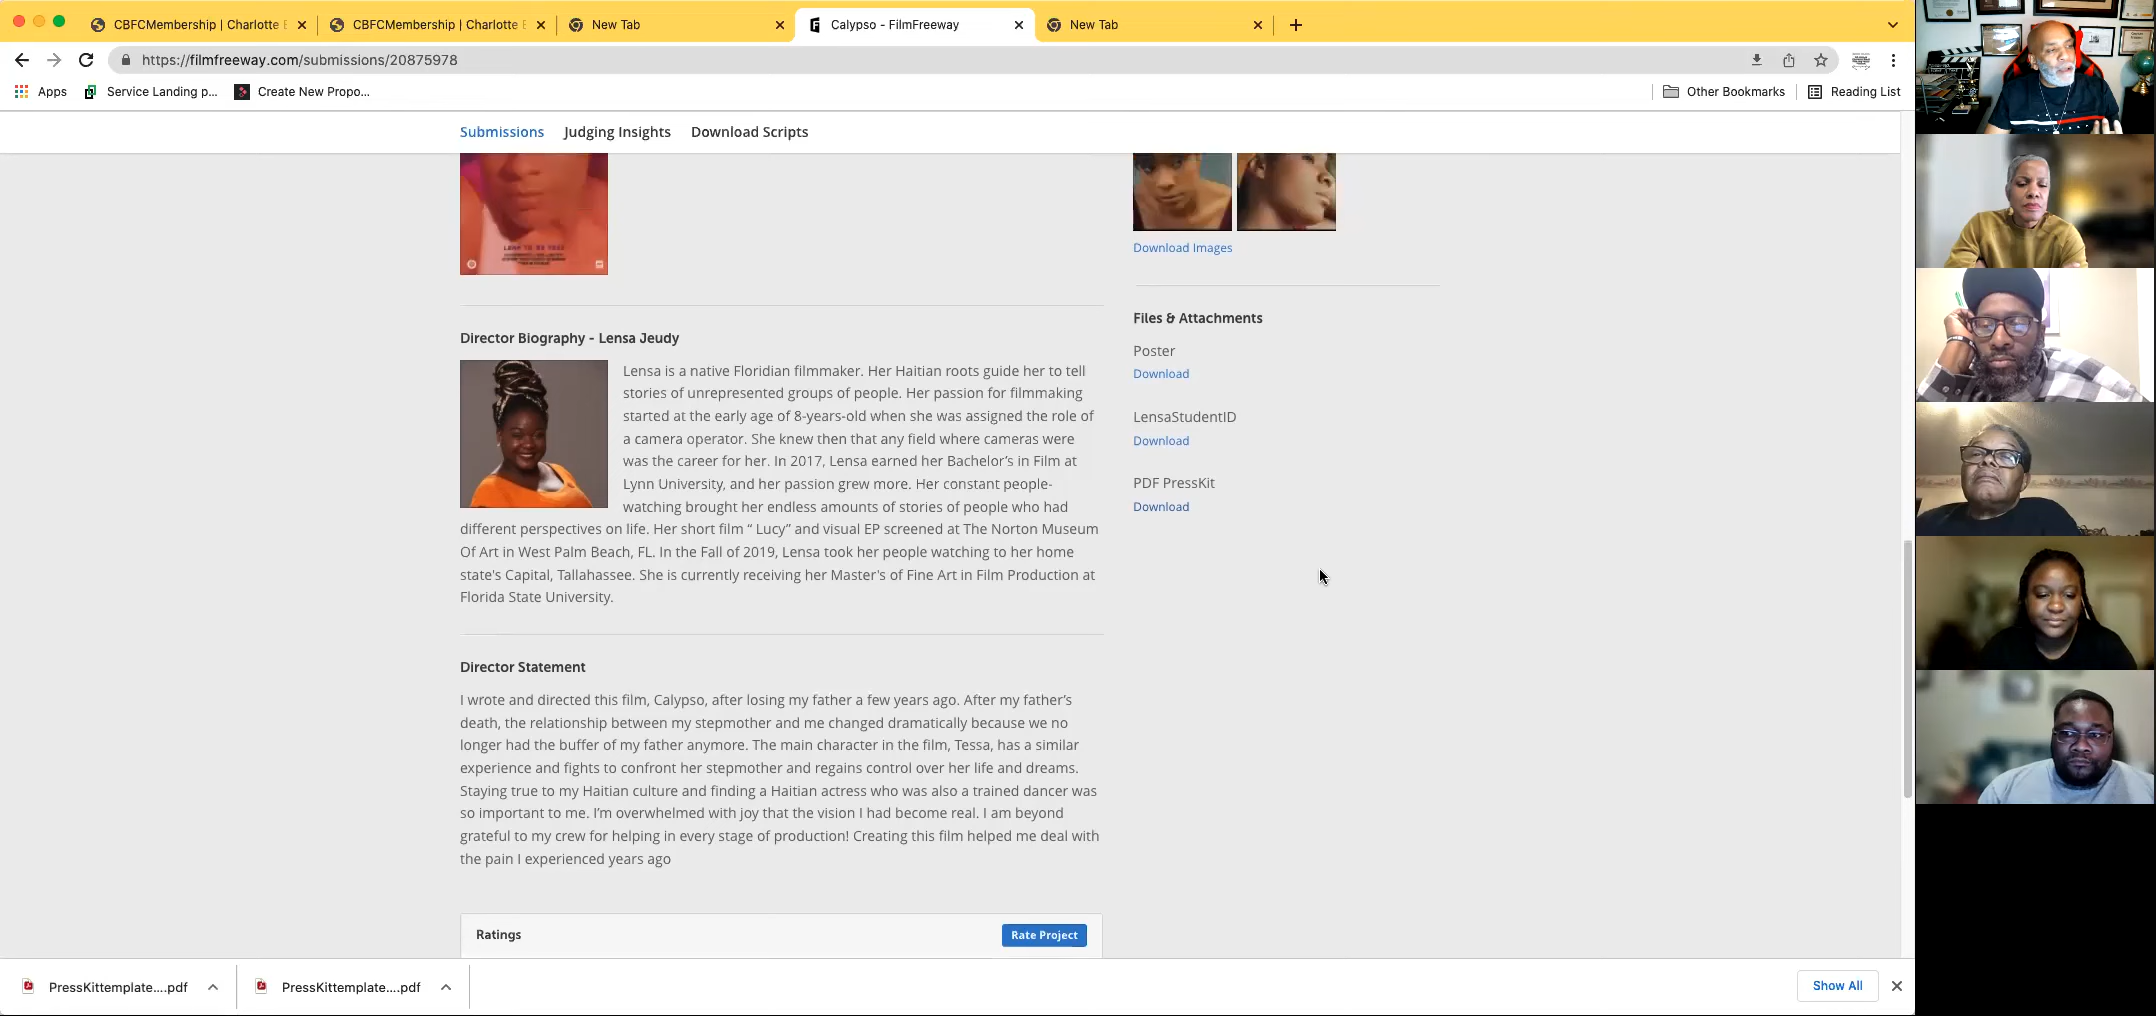 CBFCMembership | Charlotte
CBFCMembership | Charlotte
New Tab
Calypso - FilmFreeway
New Tab
https://filmfreeway.com/submissions/20875978
Apps
Service Landing p...
Create New Propo...
Other Bookmarks
Reading List
Submissions
Judging Insights
Download Scripts
Download Images
Director Biography - Lensa Jeudy
Lensa is a native Floridian filmmaker. Her Haitian roots guide her to tell
stories of unrepresented groups of people. Her passion for filmmaking
started at the early age of 8-years-old when she was assigned the role of
a camera operator. She knew then that any field where cameras were
was the career for her. In 2017, Lensa earned her Bachelor's in Film at
Lynn University, and her passion grew more. Her constant people-
watching brought her endless amounts of stories of people who had
different perspectives on life. Her short film “ Lucy” and visual EP screened at The Norton Museum
Of Art in West Palm Beach, FL. In the Fall of 2019, Lensa took her people watching to her home
state's Capital, Tallahassee. She is currently receiving her Master's of Fine Art in Film Production at
Florida State University.
Director Statement
I wrote and directed this film, Calypso, after losing my father a few years ago. After my father’s
death, the relationship between my stepmother and me changed dramatically because we no
longer had the buffer of my father anymore. The main character in the film, Tessa, has a similar
experience and fights to confront her stepmother and regains control over her life and dreams.
Staying true to my Haitian culture and finding a Haitian actress who was also a trained dancer was
so important to me. I’m overwhelmed with joy that the vision I had become real. I am beyond
grateful to my crew for helping in every stage of production! Creating this film helped me deal with
the pain I experienced years ago
Ratings
Rate Project
Files & Attachments
Poster
Download
LensaStudentID
Download
PDF PressKit
Download
PressKittemplate....pdf
PressKittemplate....pdf
Show All